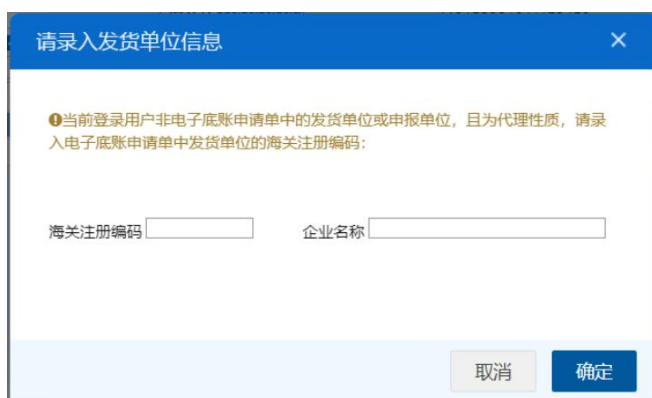 请录入发货单位信息
当前登录用户非电子底账申请单中的发货单位或申报单位，且为代理性质，请录
入电子底账申请单中发货单位的海关注册编码：
海关注册编码 企业名称
取消 确定